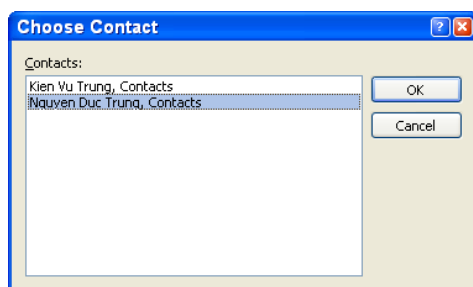 Choose Contact
Contacts:
Kien Vu Trung, Contacts
Nguyen Duc Trung, Contacts
OK
Cancel